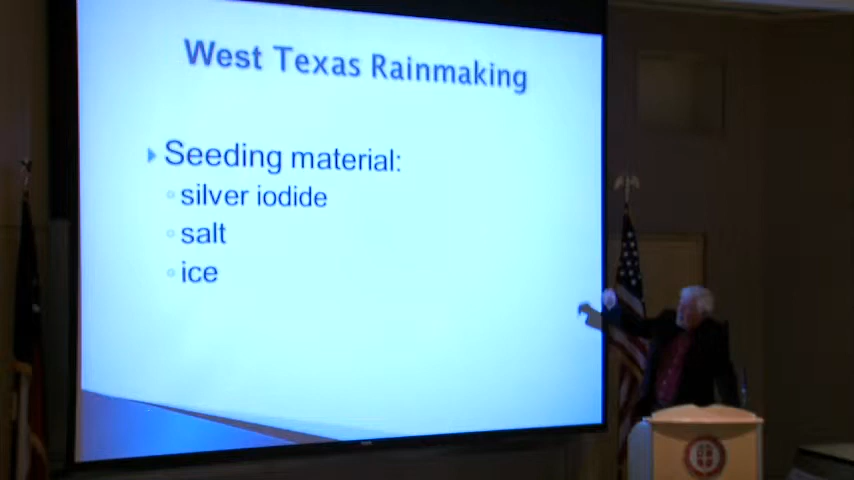 West Texas Rainmaking
Seeding material:
silver iodide
salt
ice